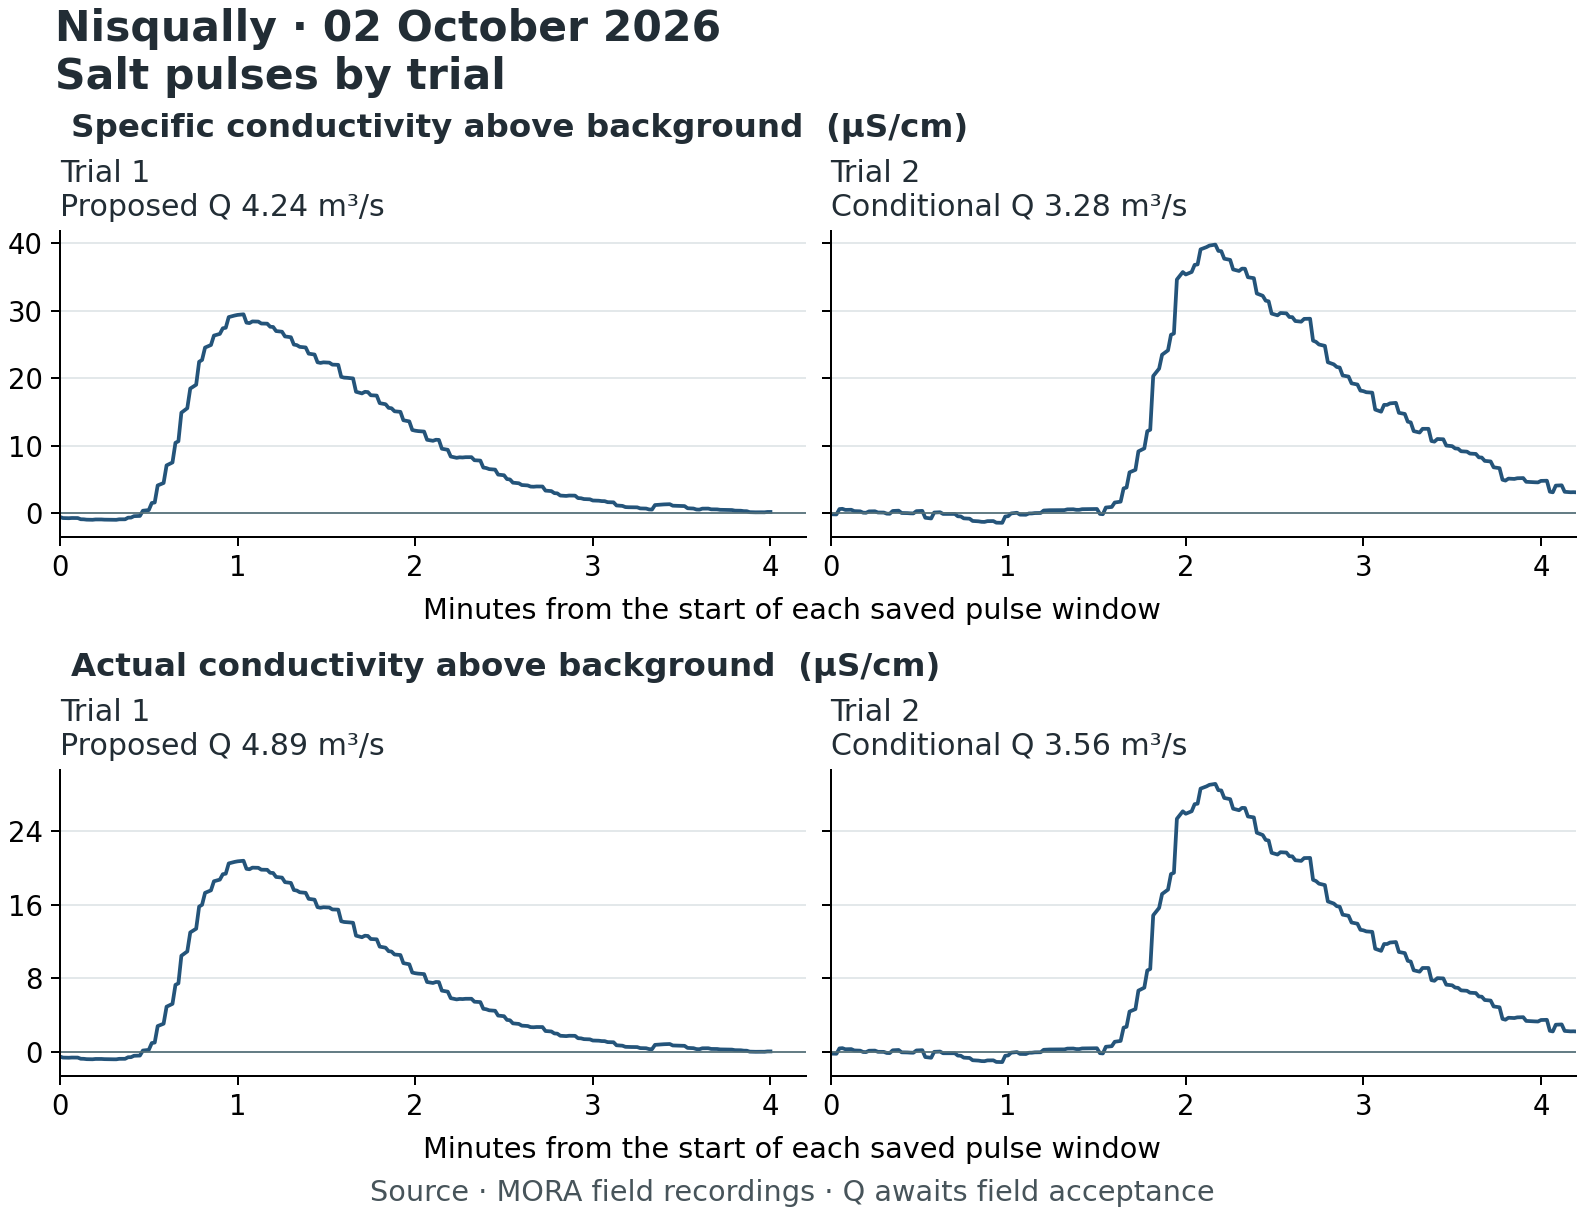 Nisqually · 02 October 2026
Salt pulses by trial
Specific conductivity above background (µS/cm)
Trial 1
Proposed Q 4.24 m³/s
Trial 2
Conditional Q 3.28 m³/s
40
30
20
10
0
0 1 2 3 4
0 1 2 3 4
Minutes from the start of each saved pulse window
Actual conductivity above background (µS/cm)
Trial 1
Proposed Q 4.89 m³/s
Trial 2
Conditional Q 3.56 m³/s
24
16
8
0
0 1 2 3 4
0 1 2 3 4
Minutes from the start of each saved pulse window
Source · MORA field recordings · Q awaits field acceptance